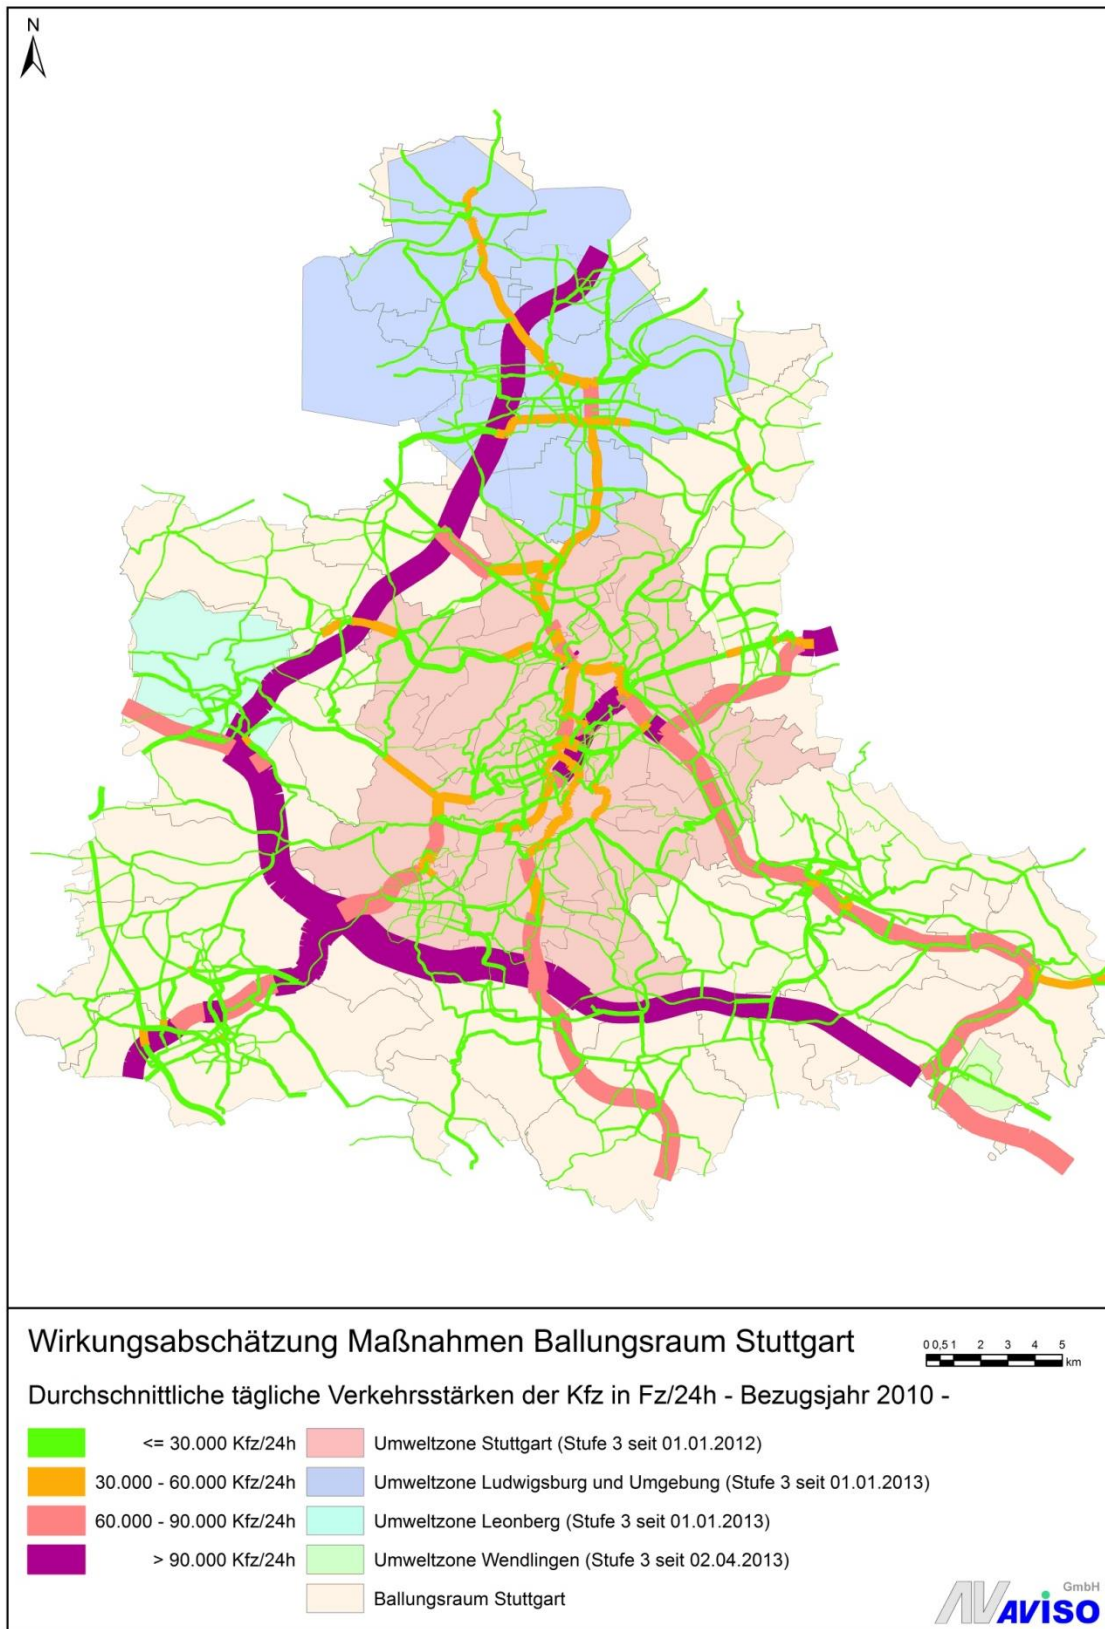 N
Wirkungsabschätzung Maßnahmen Ballungsraum Stuttgart
0 0,5 1 2 3 4 5
km
Durchschnittliche tägliche Verkehrsstärken der Kfz in Fz/24h - Bezugsjahr 2010 -
<= 30.000 Kfz/24h Umweltzone Stuttgart (Stufe 3 seit 01.01.2012)
30.000 - 60.000 Kfz/24h Umweltzone Ludwigsburg und Umgebung (Stufe 3 seit 01.01.2013)
60.000 - 90.000 Kfz/24h Umweltzone Leonberg (Stufe 3 seit 01.01.2013)
> 90.000 Kfz/24h Umweltzone Wendlingen (Stufe 3 seit 02.04.2013)
Ballungsraum Stuttgart
GmbH
AVISO